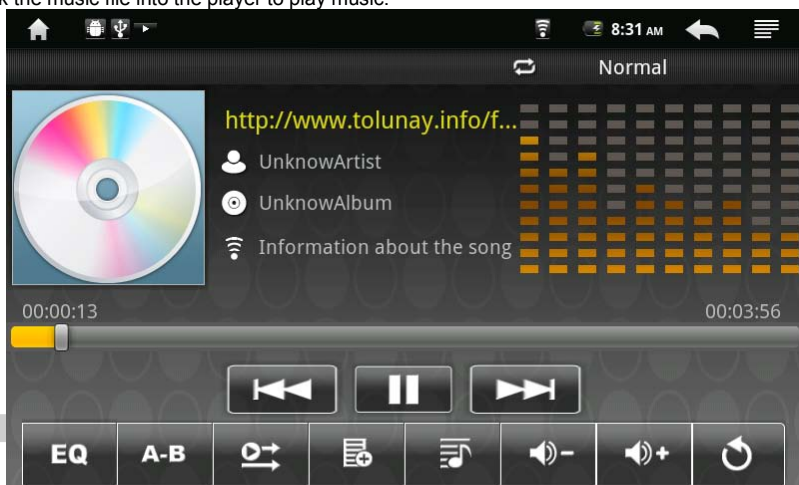 k the music file into the player to play music.
8:31 AM
Normal
http://www.tolunay.info/f...
UnknowArtist
UnknowAlbum
Information about the song
00:00:13
00:03:56
EQ
A-B